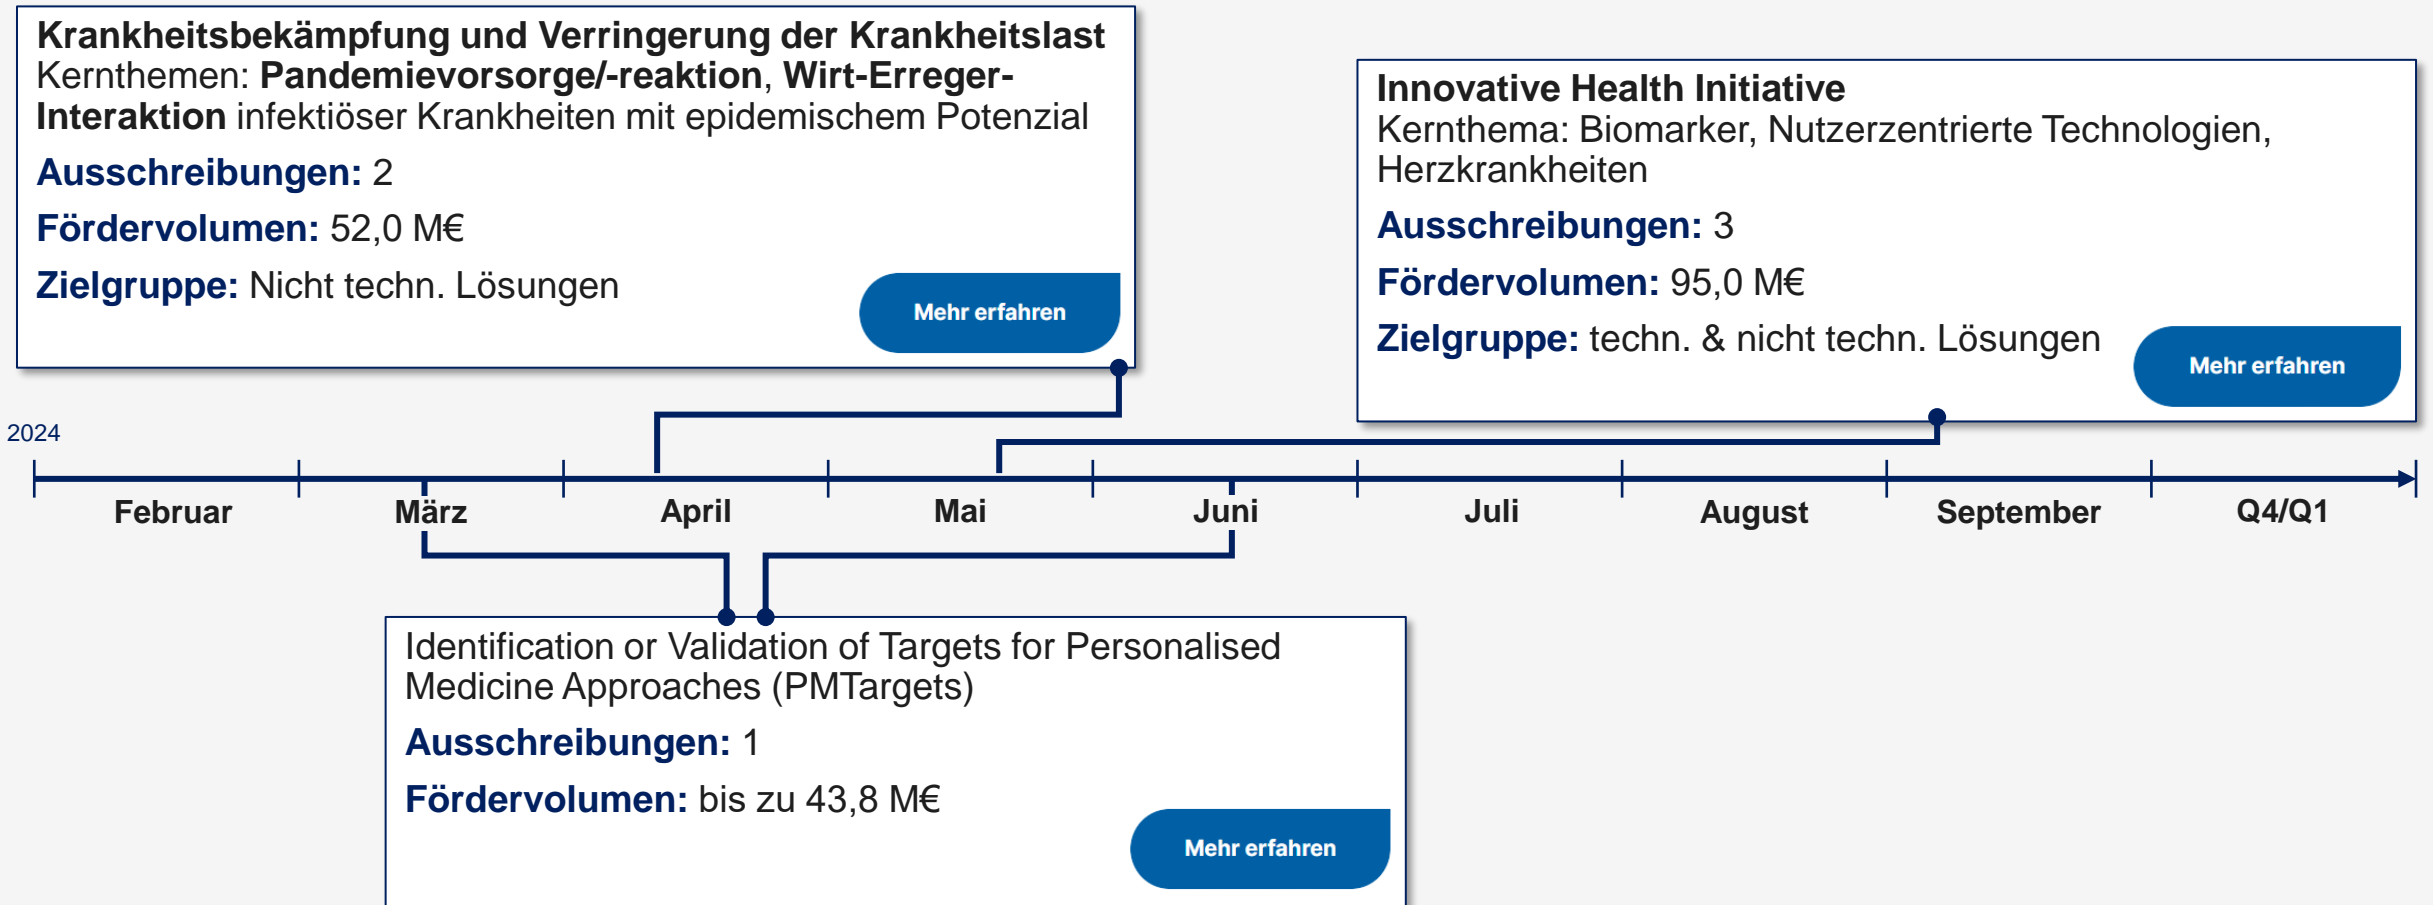 Krankheitsbekämpfung und Verringerung der Krankheitslast
Kernthemen: Pandemievorsorge/-reaktion, Wirt-Erreger-
Interaktion infektiöser Krankheiten mit epidemischem Potenzial
Ausschreibungen: 2
Fördervolumen: 52,0 M€
Zielgruppe: Nicht techn. Lösungen
Mehr erfahren
Innovative Health Initiative
Kernthema: Biomarker, Nutzerzentrierte Technologien,
Herzkrankheiten
Ausschreibungen: 3
Fördervolumen: 95,0 M€
Zielgruppe: techn. & nicht techn. Lösungen
Mehr erfahren
2024
Februar März April Mai Juni Juli August September Q4/Q1
Identification or Validation of Targets for Personalised
Medicine Approaches (PMTargets)
Ausschreibungen: 1
Fördervolumen: bis zu 43,8 M€
Mehr erfahren